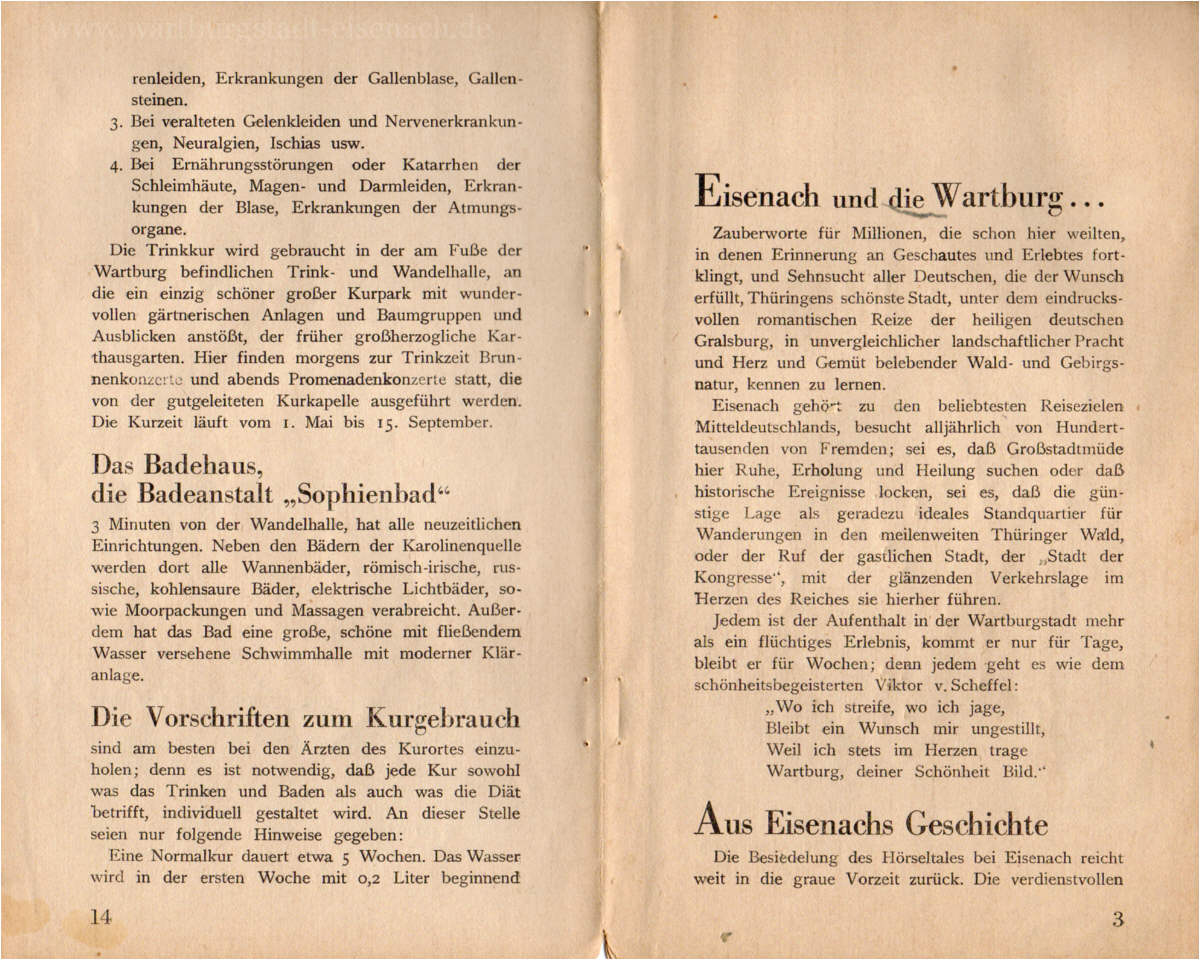 www.wartburgstadt-eisenach.de
renleiden, Erkrankungen der Gallenblase, Gallen-
steinen.
3. Bei veralteten Gelenkleiden und Nervenerkrankun-
gen, Neuralgien, Ischias usw.
4. Bei Ernährungsstörungen oder Katarrhen der
Schleimhäute, Magen- und Darmleiden, Erkran-
kungen der Blase, Erkrankungen der Atmungs-
organe.
Die Trinkkur wird gebraucht in der am Fuße der
Wartburg befindlichen Trink- und Wandelhalle, an
die ein einzig schöner großer Kurpark mit wunder-
vollen gärtnerischen Anlagen und Baumgruppen und
Ausblicken anstößt, der früher großherzogliche Kar-
thausgarten. Hier finden morgens zur Trinkzeit Brun-
nenkonzerte und abends Promenadenkonzerte statt, die
von der gutgeleiteten Kurkapelle ausgeführt werden.
Die Kurzeit läuft vom 1. Mai bis 15. September.
Das Badehaus,
die Badeanstalt „Sophienbad“
3 Minuten von der Wandelhalle, hat alle neuzeitlichen
Einrichtungen. Neben den Bädern der Karolinenquelle
werden dort alle Wannenbäder, römisch-irische, rus-
sische, kohlensaure Bäder, elektrische Lichtbäder, so-
wie Moorpackungen und Massagen verabreicht. Außer-
dem hat das Bad eine große, schöne mit fließendem
Wasser versehene Schwimmhalle mit moderner Klär-
anlage.
Die Vorschriften zum Kurgebrauch
sind am besten bei den Ärzten des Kurortes einzu-
holen; denn es ist notwendig, daß jede Kur sowohl
was das Trinken und Baden als auch was die Diät
betrifft, individuell gestaltet wird. An dieser Stelle
seien nur folgende Hinweise gegeben:
Eine Normalkur dauert etwa 5 Wochen. Das Wasser
wird in der ersten Woche mit 0,2 Liter beginnend
14
Eisenach und die Wartburg...
Zauberworte für Millionen, die schon hier weilten,
in denen Erinnerung an Geschautes und Erlebtes fort-
klingt, und Sehnsucht aller Deutschen, die der Wunsch
erfüllt, Thüringens schönste Stadt, unter dem eindrucks-
vollen romantischen Reize der heiligen deutschen
Gralsburg, in unvergleichlicher landschaftlicher Pracht
und Herz und Gemüt belebender Wald- und Gebirgs-
natur, kennen zu lernen.
Eisenach gehört zu den beliebtesten Reisezielen
Mitteldeutschlands, besucht alljährlich von Hundert-
tausenden von Fremden; sei es, daß Großstadtmüde
hier Ruhe, Erholung und Heilung suchen oder daß
historische Ereignisse locken, sei es, daß die gün-
stige Lage als geradezu ideales Standquartier für
Wanderungen in den meilenweiten Thüringer Wald,
oder der Ruf der gastlichen Stadt, der „Stadt der
Kongresse“, mit der glänzenden Verkehrslage im
Herzen des Reiches sie hierher führen.
Jedem ist der Aufenthalt in der Wartburgstadt mehr
als ein flüchtiges Erlebnis, kommt er nur für Tage,
bleibt er für Wochen; denn jedem geht es wie dem
schönheitsbegeisterten Viktor v. Scheffel:
„Wo ich streife, wo ich jage,
Bleibt ein Wunsch mir ungestillt,
Weil ich stets im Herzen trage
Wartburg, deiner Schönheit Bild.“
Aus Eisenachs Geschichte
Die Besiedelung des Hörseltales bei Eisenach reicht
weit in die graue Vorzeit zurück. Die verdienstvollen
3